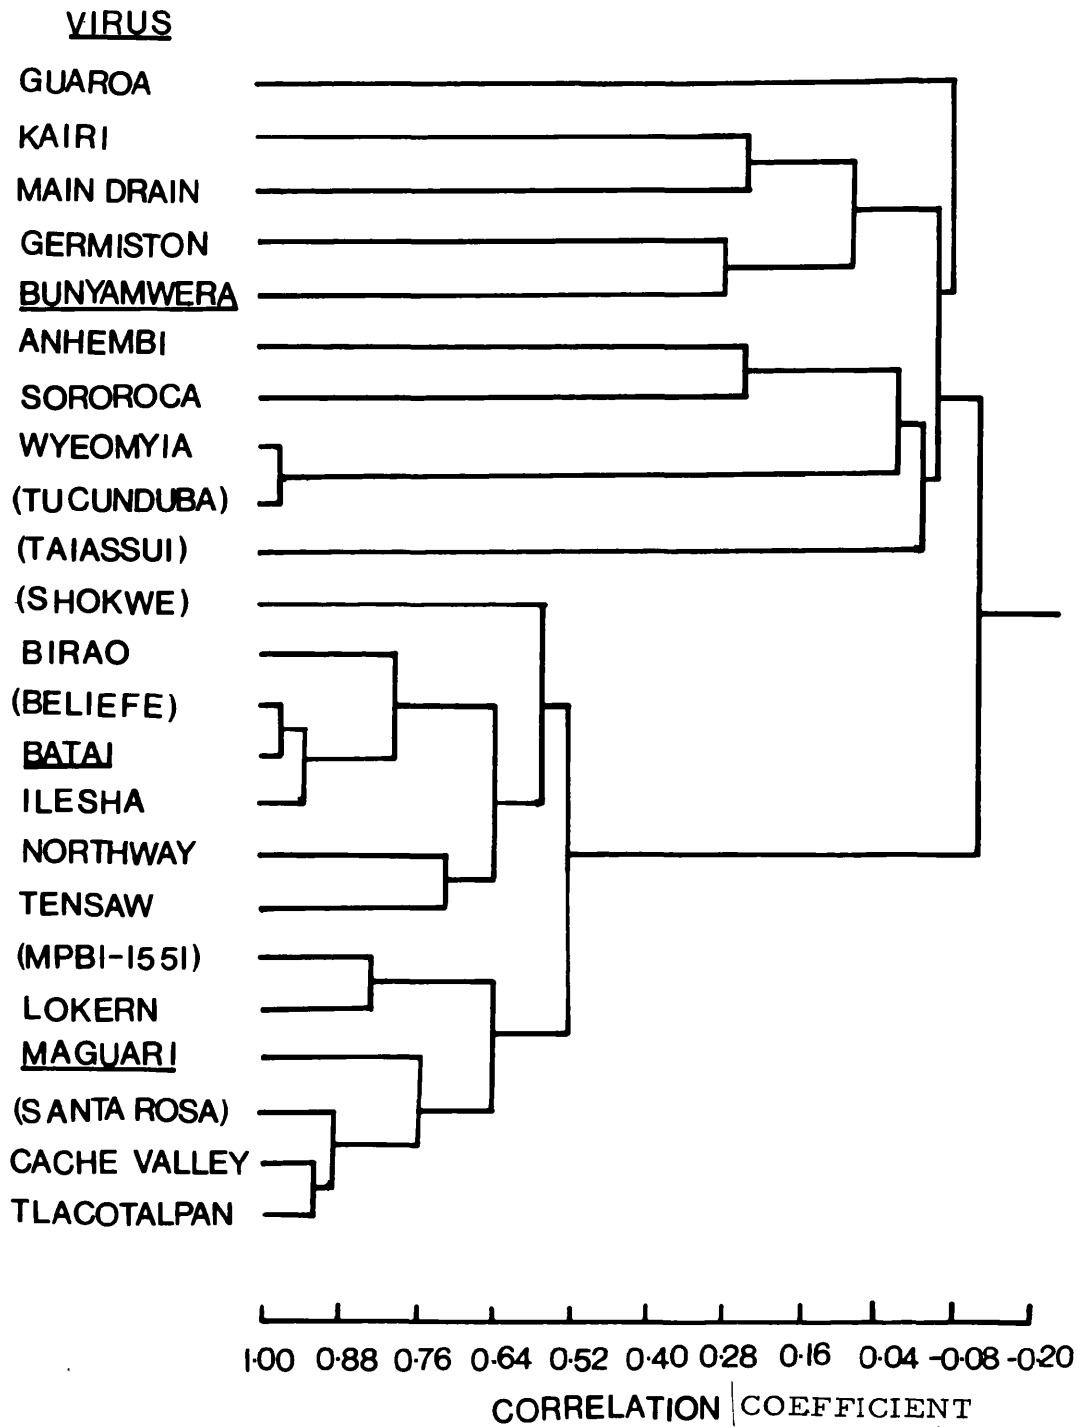 VIRUS
GUAROA
KAIRI
MAIN DRAIN
GERMISTON
BUNYAMWERA
ANHEMBI
SOROROCA
WYEOMYIA
(TUCUNDUBA)
(TAIASSUI)
(SHOKWE)
BIRAO
(BELIEFE)
BATAI
ILESHA
NORTHWAY
TENSAW
(MPBI-1551)
LOKERN
MAGUARI
(SANTA ROSA)
CACHE VALLEY
TLACOTALPAN
1·00 0·88 0·76 0·64 0·52 0·40 0·28 0·16 0·04 -0·08 -0·20
CORRELATION COEFFICIENT